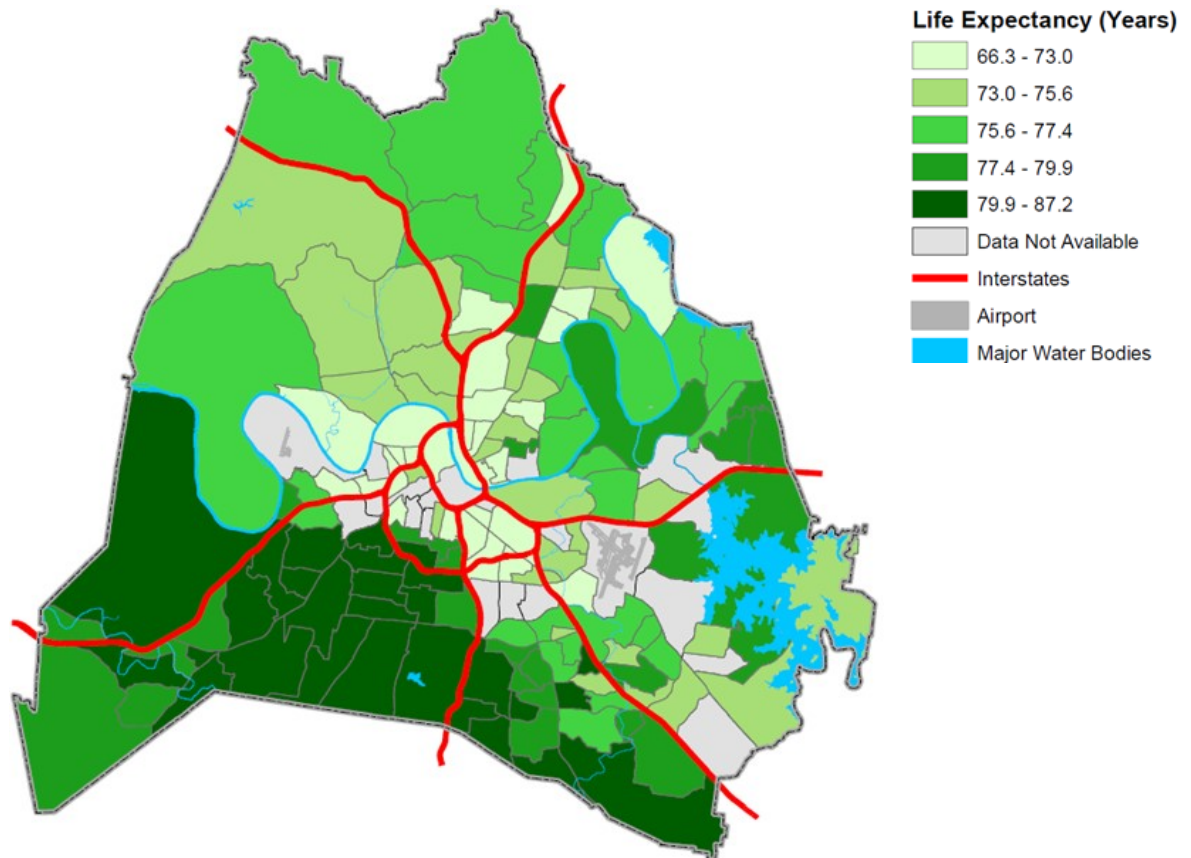 Life Expectancy (Years)
66.3 - 73.0
73.0 - 75.6
75.6 - 77.4
77.4 - 79.9
79.9 - 87.2
Data Not Available
Interstates
Airport
Major Water Bodies